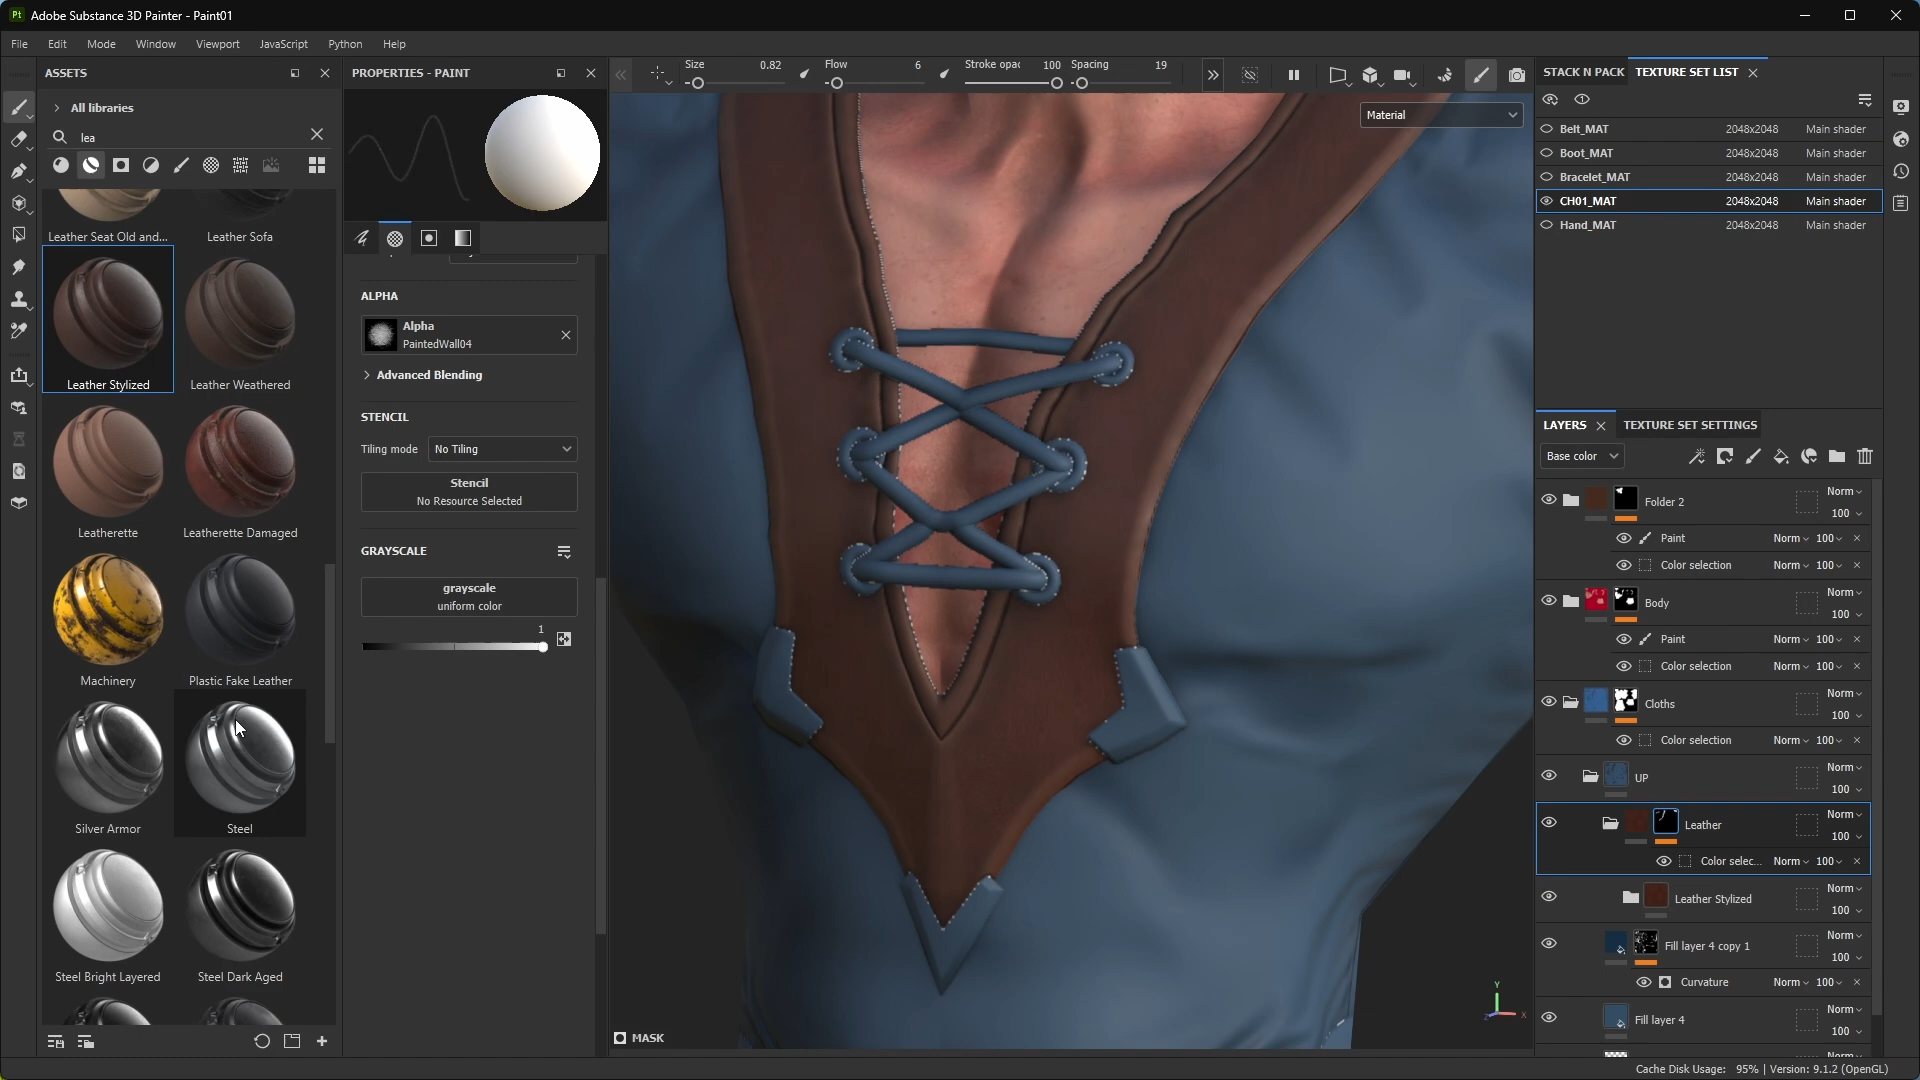 Pt Adobe Substance 3D Painter - Paint01
File Edit Mode Window Viewport JavaScript Python Help
ASSETS
All libraries
lea
Leather Seat Old and... Leather Sofa
Leather Stylized Leather Weathered
Leatherette Leatherette Damaged
Machinery Plastic Fake Leather
Silver Armor Steel
Steel Bright Layered Steel Dark Aged
PROPERTIES - PAINT
ALPHA
Alpha
PaintedWall04
Advanced Blending
STENCIL
Tiling mode No Tiling
Stencil
No Resource Selected
GRAYSCALE
grayscale
uniform color
1
Size 0.82 Flow 6 Stroke opac 100 Spacing 19
Material
MASK
Y
X
STACK N PACK TEXTURE SET LIST
Belt_MAT 2048x2048 Main shader
Boot_MAT 2048x2048 Main shader
Bracelet_MAT 2048x2048 Main shader
CH01_MAT 2048x2048 Main shader
Hand_MAT 2048x2048 Main shader
LAYERS TEXTURE SET SETTINGS
Base color
Folder 2 Norm 100
Paint Norm 100
Color selection Norm 100
Body Norm 100
Paint Norm 100
Color selection Norm 100
Cloths Norm 100
Color selection Norm 100
UP Norm 100
Leather Norm 100
Color selec... Norm 100
Leather Stylized Norm 100
Fill layer 4 copy 1 Norm 100
Curvature Norm 100
Fill layer 4 Norm 100
Norm
Cache Disk Usage: 95% | Version: 9.1.2 (OpenGL)